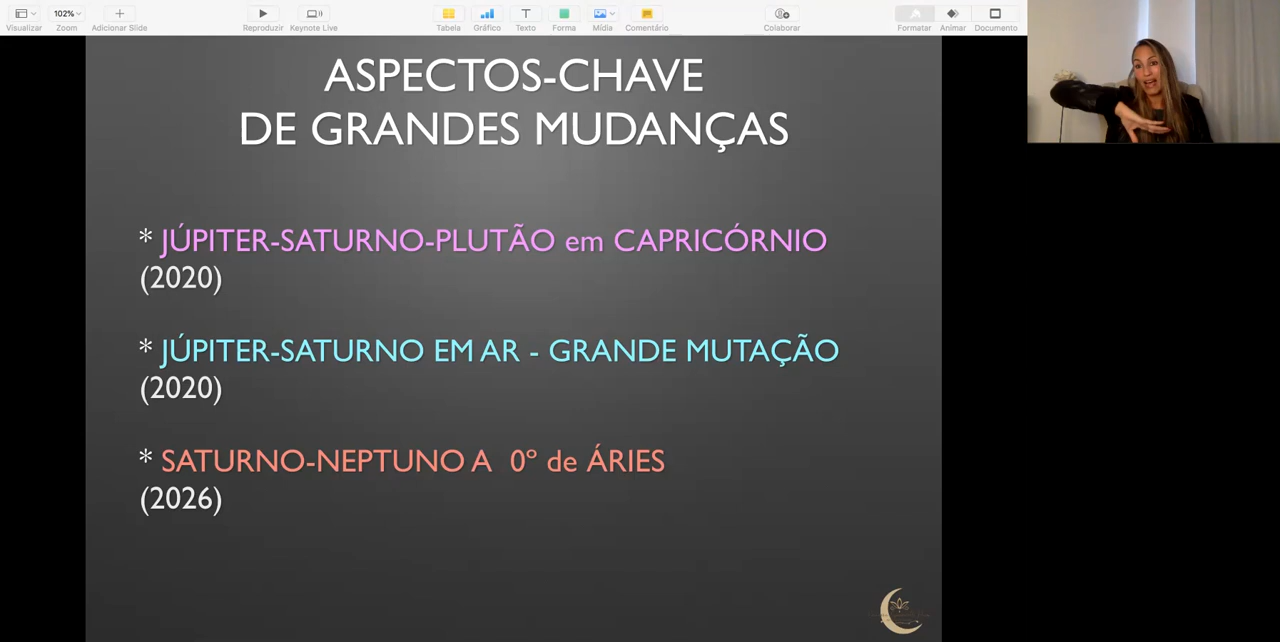 Visualizar
102%
Zoom
Adicionar Slide
Reproduzir
Keynote Live
Tabela
Gráfico
Texto
Forma
Mídia
Comentário
Colaborar
Formatar
Animar
Documento
ASPECTOS-CHAVE
DE GRANDES MUDANÇAS
* JÚPITER-SATURNO-PLUTÃO em CAPRICÓRNIO
(2020)
* JÚPITER-SATURNO EM AR - GRANDE MUTAÇÃO
(2020)
* SATURNO-NEPTUNO A 0º de ÁRIES
(2026)